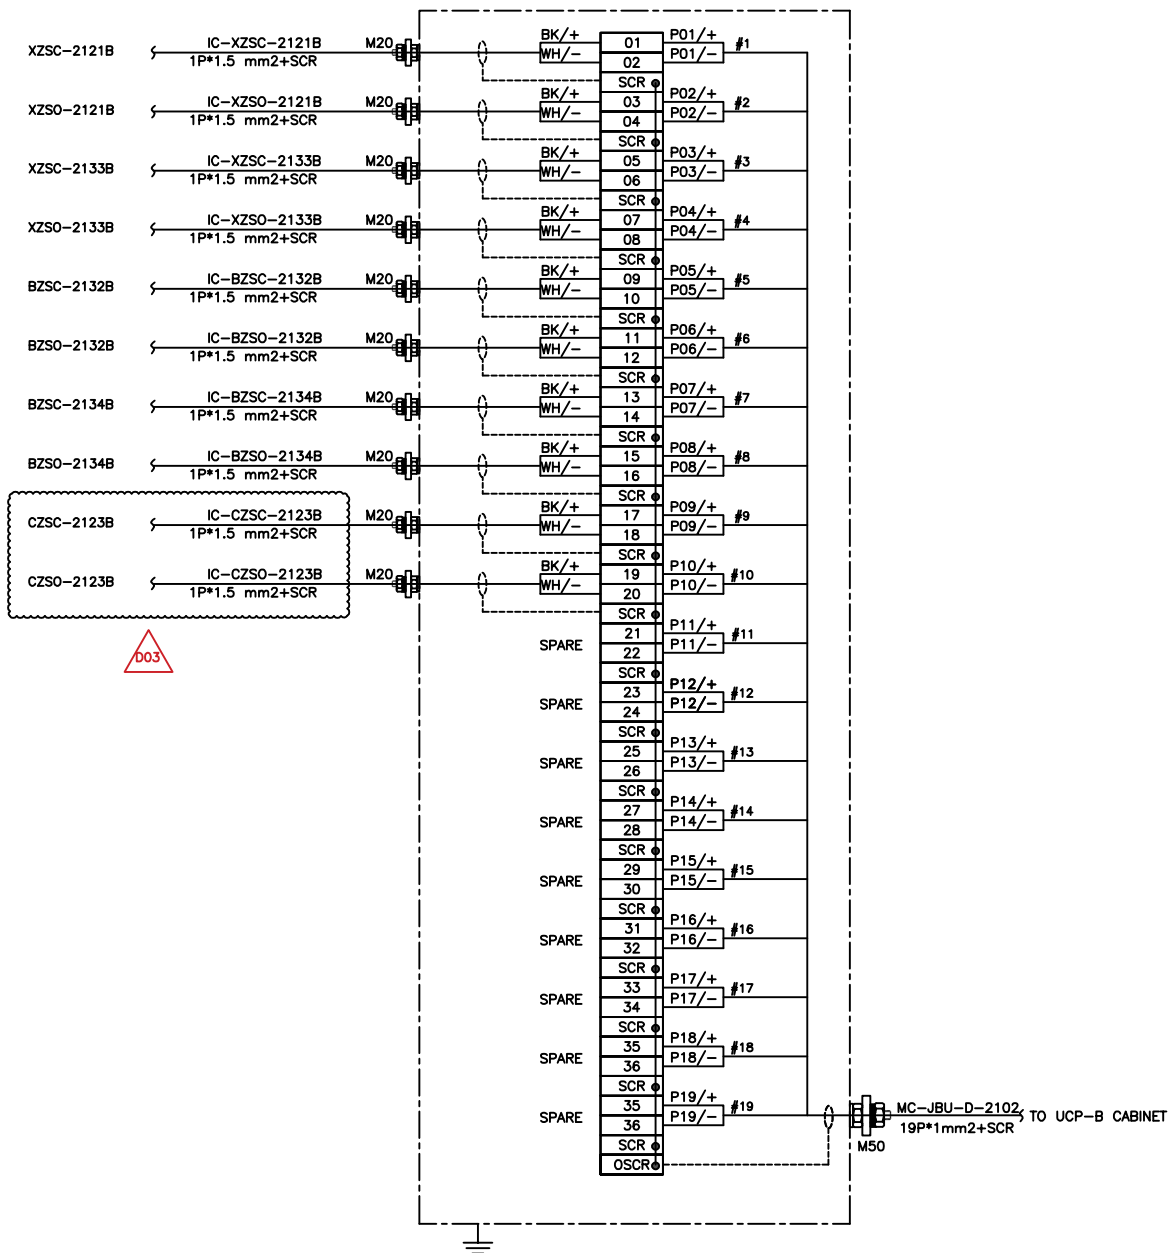 XZSC-2121B IC-XZSC-2121B M20 BK/+ 01 P01/+ #1
1P*1.5 mm2+SCR WH/- 02 P01/-
SCR
XZSO-2121B IC-XZSO-2121B M20 BK/+ 03 P02/+ #2
1P*1.5 mm2+SCR WH/- 04 P02/-
SCR
XZSC-2133B IC-XZSC-2133B M20 BK/+ 05 P03/+ #3
1P*1.5 mm2+SCR WH/- 06 P03/-
SCR
XZSO-2133B IC-XZSO-2133B M20 BK/+ 07 P04/+ #4
1P*1.5 mm2+SCR WH/- 08 P04/-
SCR
BZSC-2132B IC-BZSC-2132B M20 BK/+ 09 P05/+ #5
1P*1.5 mm2+SCR WH/- 10 P05/-
SCR
BZSO-2132B IC-BZSO-2132B M20 BK/+ 11 P06/+ #6
1P*1.5 mm2+SCR WH/- 12 P06/-
SCR
BZSC-2134B IC-BZSC-2134B M20 BK/+ 13 P07/+ #7
1P*1.5 mm2+SCR WH/- 14 P07/-
SCR
BZSO-2134B IC-BZSO-2134B M20 BK/+ 15 P08/+ #8
1P*1.5 mm2+SCR WH/- 16 P08/-
SCR
CZSC-2123B IC-CZSC-2123B M20 BK/+ 17 P09/+ #9
1P*1.5 mm2+SCR WH/- 18 P09/-
SCR
CZSO-2123B IC-CZSO-2123B M20 BK/+ 19 P10/+ #10
1P*1.5 mm2+SCR WH/- 20 P10/-
SCR
D03
SPARE 21 P11/+ #11
22 P11/-
SCR
SPARE 23 P12/+ #12
24 P12/-
SCR
SPARE 25 P13/+ #13
26 P13/-
SCR
SPARE 27 P14/+ #14
28 P14/-
SCR
SPARE 29 P15/+ #15
30 P15/-
SCR
SPARE 31 P16/+ #16
32 P16/-
SCR
SPARE 33 P17/+ #17
34 P17/-
SCR
SPARE 35 P18/+ #18
36 P18/-
SCR
SPARE 35 P19/+ #19
36 P19/-
SCR
OSCR
MC-JBU-D-2102 TO UCP-B CABINET
19P*1mm2+SCR
M50